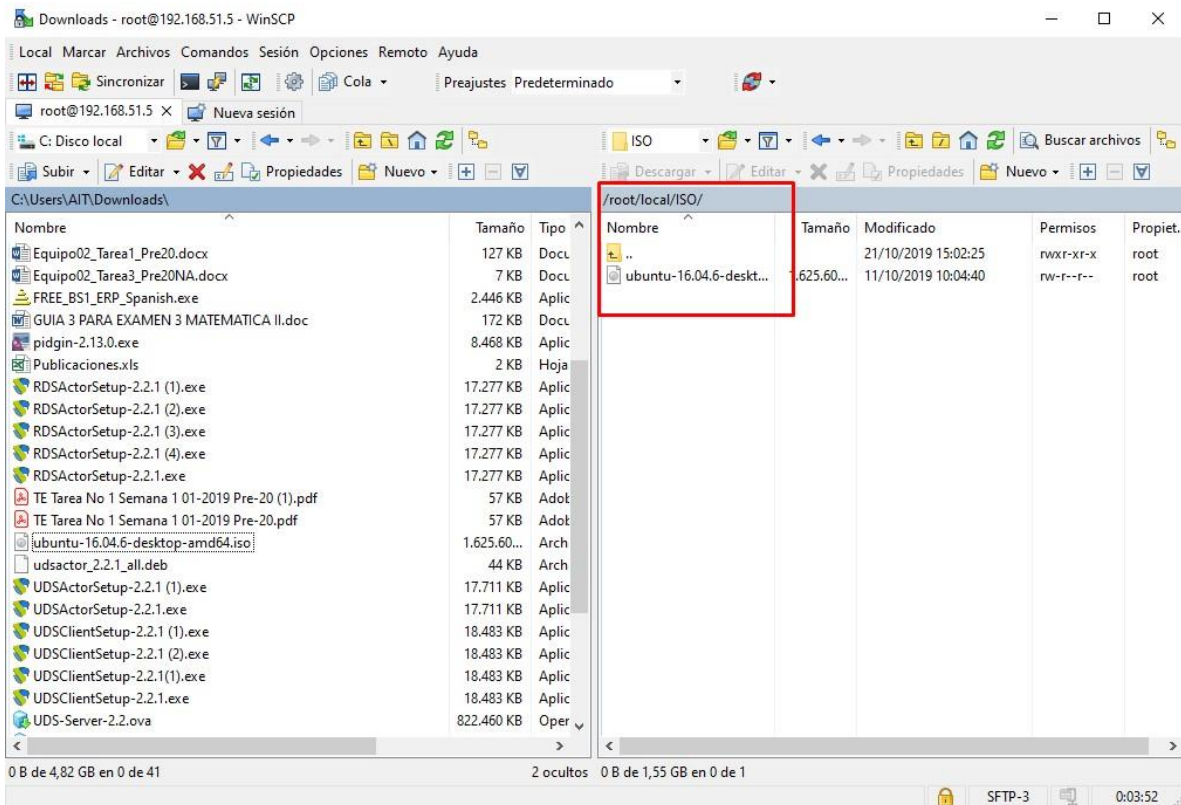 Downloads - root@192.168.51.5 - WinSCP
Local Marcar Archivos Comandos Sesión Opciones Remoto Ayuda
Sincronizar Cola Preajustes Predeterminado
root@192.168.51.5 Nueva sesión
C: Disco local ISO Buscar archivos
Subir Editar Propiedades Nuevo Descargar Editar Propiedades Nuevo
C:\Users\AIT\Downloads\ /root/local/ISO/
Nombre Tamaño Tipo Nombre Tamaño Modificado Permisos Propiet.
Equipo02_Tarea1_Pre20.docx 127 KB Docu .. 21/10/2019 15:02:25 rwxr-xr-x root
Equipo02_Tarea3_Pre20NA.docx 7 KB Docu ubuntu-16.04.6-deskt... .625.60... 11/10/2019 10:04:40 rw-r--r-- root
FREE_BS1_ERP_Spanish.exe 2.446 KB Aplic
GUIA 3 PARA EXAMEN 3 MATEMATICA II.doc 172 KB Docu
pidgin-2.13.0.exe 8.468 KB Aplic
Publicaciones.xls 2 KB Hoja
RDSActorSetup-2.2.1 (1).exe 17.277 KB Aplic
RDSActorSetup-2.2.1 (2).exe 17.277 KB Aplic
RDSActorSetup-2.2.1 (3).exe 17.277 KB Aplic
RDSActorSetup-2.2.1 (4).exe 17.277 KB Aplic
RDSActorSetup-2.2.1.exe 17.277 KB Aplic
TE Tarea No 1 Semana 1 01-2019 Pre-20 (1).pdf 57 KB Adob
TE Tarea No 1 Semana 1 01-2019 Pre-20.pdf 57 KB Adob
ubuntu-16.04.6-desktop-amd64.iso 1.625.60... Arch
udsactor_2.2.1_all.deb 44 KB Arch
UDSActorSetup-2.2.1 (1).exe 17.711 KB Aplic
UDSActorSetup-2.2.1.exe 17.711 KB Aplic
UDSClientSetup-2.2.1 (1).exe 18.483 KB Aplic
UDSClientSetup-2.2.1 (2).exe 18.483 KB Aplic
UDSClientSetup-2.2.1(1).exe 18.483 KB Aplic
UDSClientSetup-2.2.1.exe 18.483 KB Aplic
UDS-Server-2.2.ova 822.460 KB Oper
0 B de 4,82 GB en 0 de 41 2 ocultos 0 B de 1,55 GB en 0 de 1
SFTP-3 0:03:52